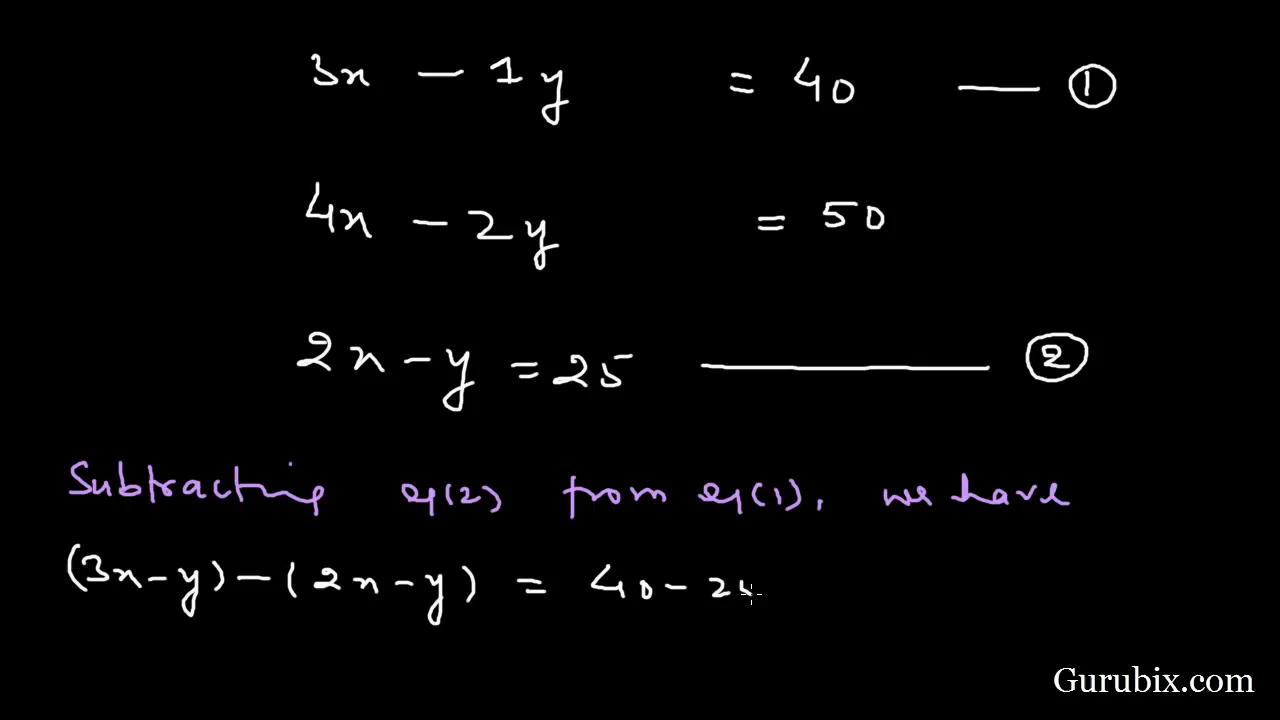 3x - 1y = 40 — ①
4x - 2y = 50
2x - y = 25 — ②
Subtracting eq(2) from eq(1), we have
(3x-y)-(2x-y) = 40-25
Gurubix.com